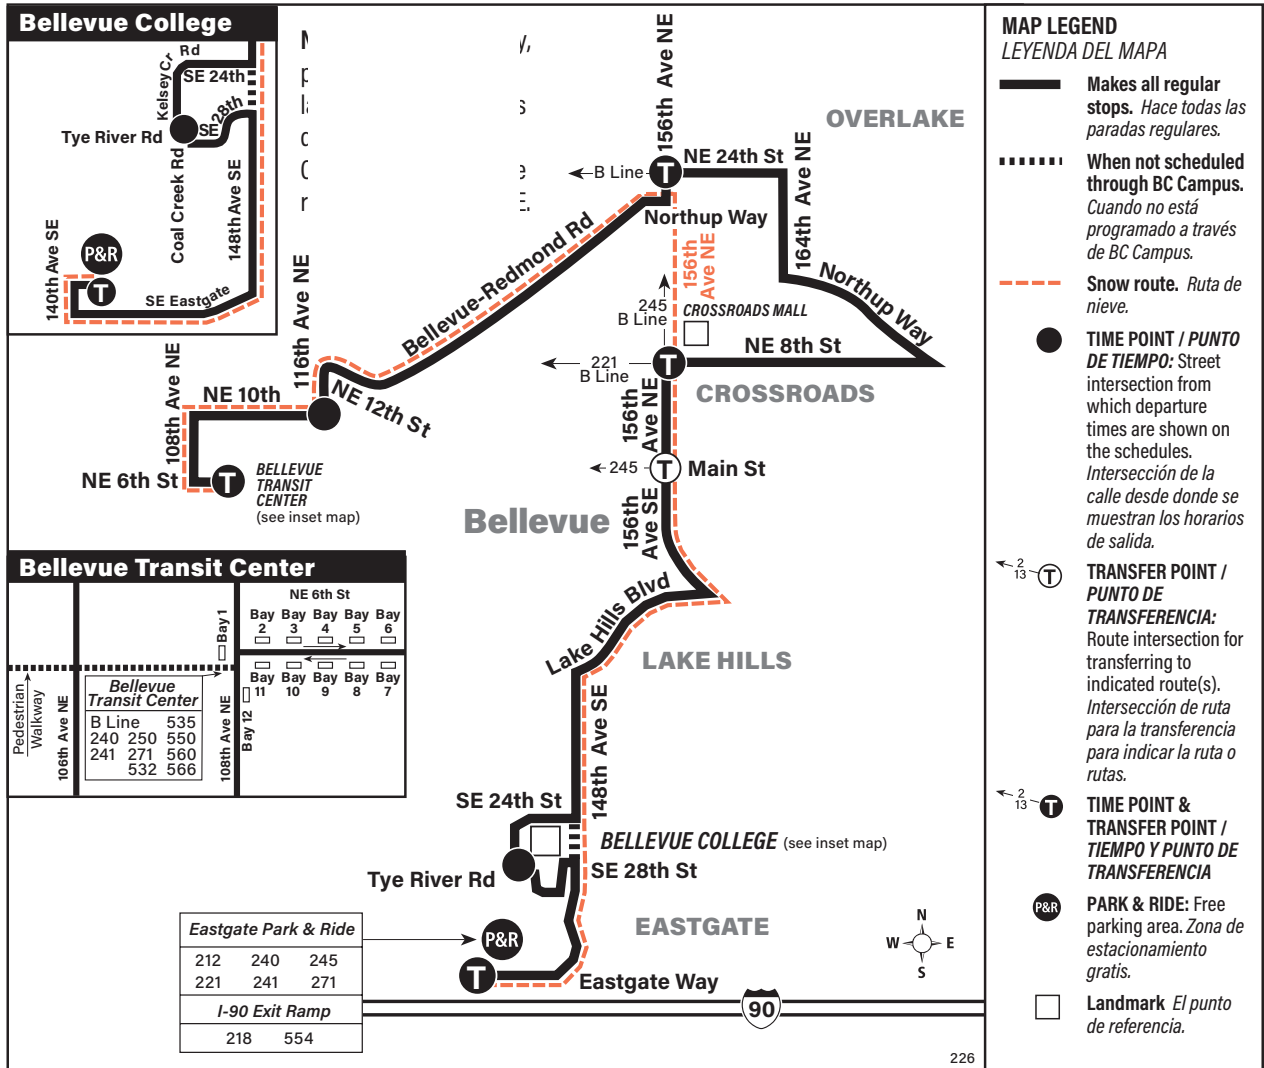 Bellevue College
Kelsey Cr
Rd
SE 24th
SE 28th
Tye River Rd
Coal Creek Rd
148th Ave SE
140th Ave SE
P&R
T
SE Eastgate
OVERLAKE
156th Ave NE
T
NE 24th St
B Line
164th Ave NE
Northup Way
Bellevue-Redmond Rd
156th
Ave NE
Northup Way
245
B Line
CROSSROADS MALL
NE 8th St
221
B Line
T
CROSSROADS
116th Ave NE
NE 12th St
NE 10th
108th Ave NE
NE 6th St
T
BELLEVUE
TRANSIT
CENTER
(see inset map)
156th
Ave NE
245
T
Main St
Bellevue
156th
Ave SE
Lake Hills Blvd
LAKE HILLS
148th Ave SE
SE 24th St
BELLEVUE COLLEGE (see inset map)
SE 28th St
Tye River Rd
EASTGATE
P&R
T
Eastgate Way
N
W
E
S
90
226
Bellevue Transit Center
NE 6th St
Bay 1
Bay Bay Bay Bay Bay
2 3 4 5 6
Bay Bay Bay Bay Bay
11 10 9 8 7
Bay 12
Pedestrian
Walkway
106th Ave NE
108th Ave NE
Bellevue
Transit Center
B Line 535
240 250 550
241 271 560
532 566
Eastgate Park & Ride
212 240 245
221 241 271
I-90 Exit Ramp
218 554
MAP LEGEND
LEYENDA DEL MAPA
Makes all regular
stops. Hace todas las
paradas regulares.
When not scheduled
through BC Campus.
Cuando no está
programado a través
de BC Campus.
Snow route. Ruta de
nieve.
TIME POINT / PUNTO
DE TIEMPO: Street
intersection from
which departure
times are shown on
the schedules.
Intersección de la
calle desde donde se
muestran los horarios
de salida.
2
13
T
TRANSFER POINT /
PUNTO DE
TRANSFERENCIA:
Route intersection for
transferring to
indicated route(s).
Intersección de ruta
para la transferencia
para indicar la ruta o
rutas.
2
13
T
TIME POINT &
TRANSFER POINT /
TIEMPO Y PUNTO DE
TRANSFERENCIA
P&R
PARK & RIDE: Free
parking area. Zona de
estacionamiento
gratis.
Landmark El punto
de referencia.